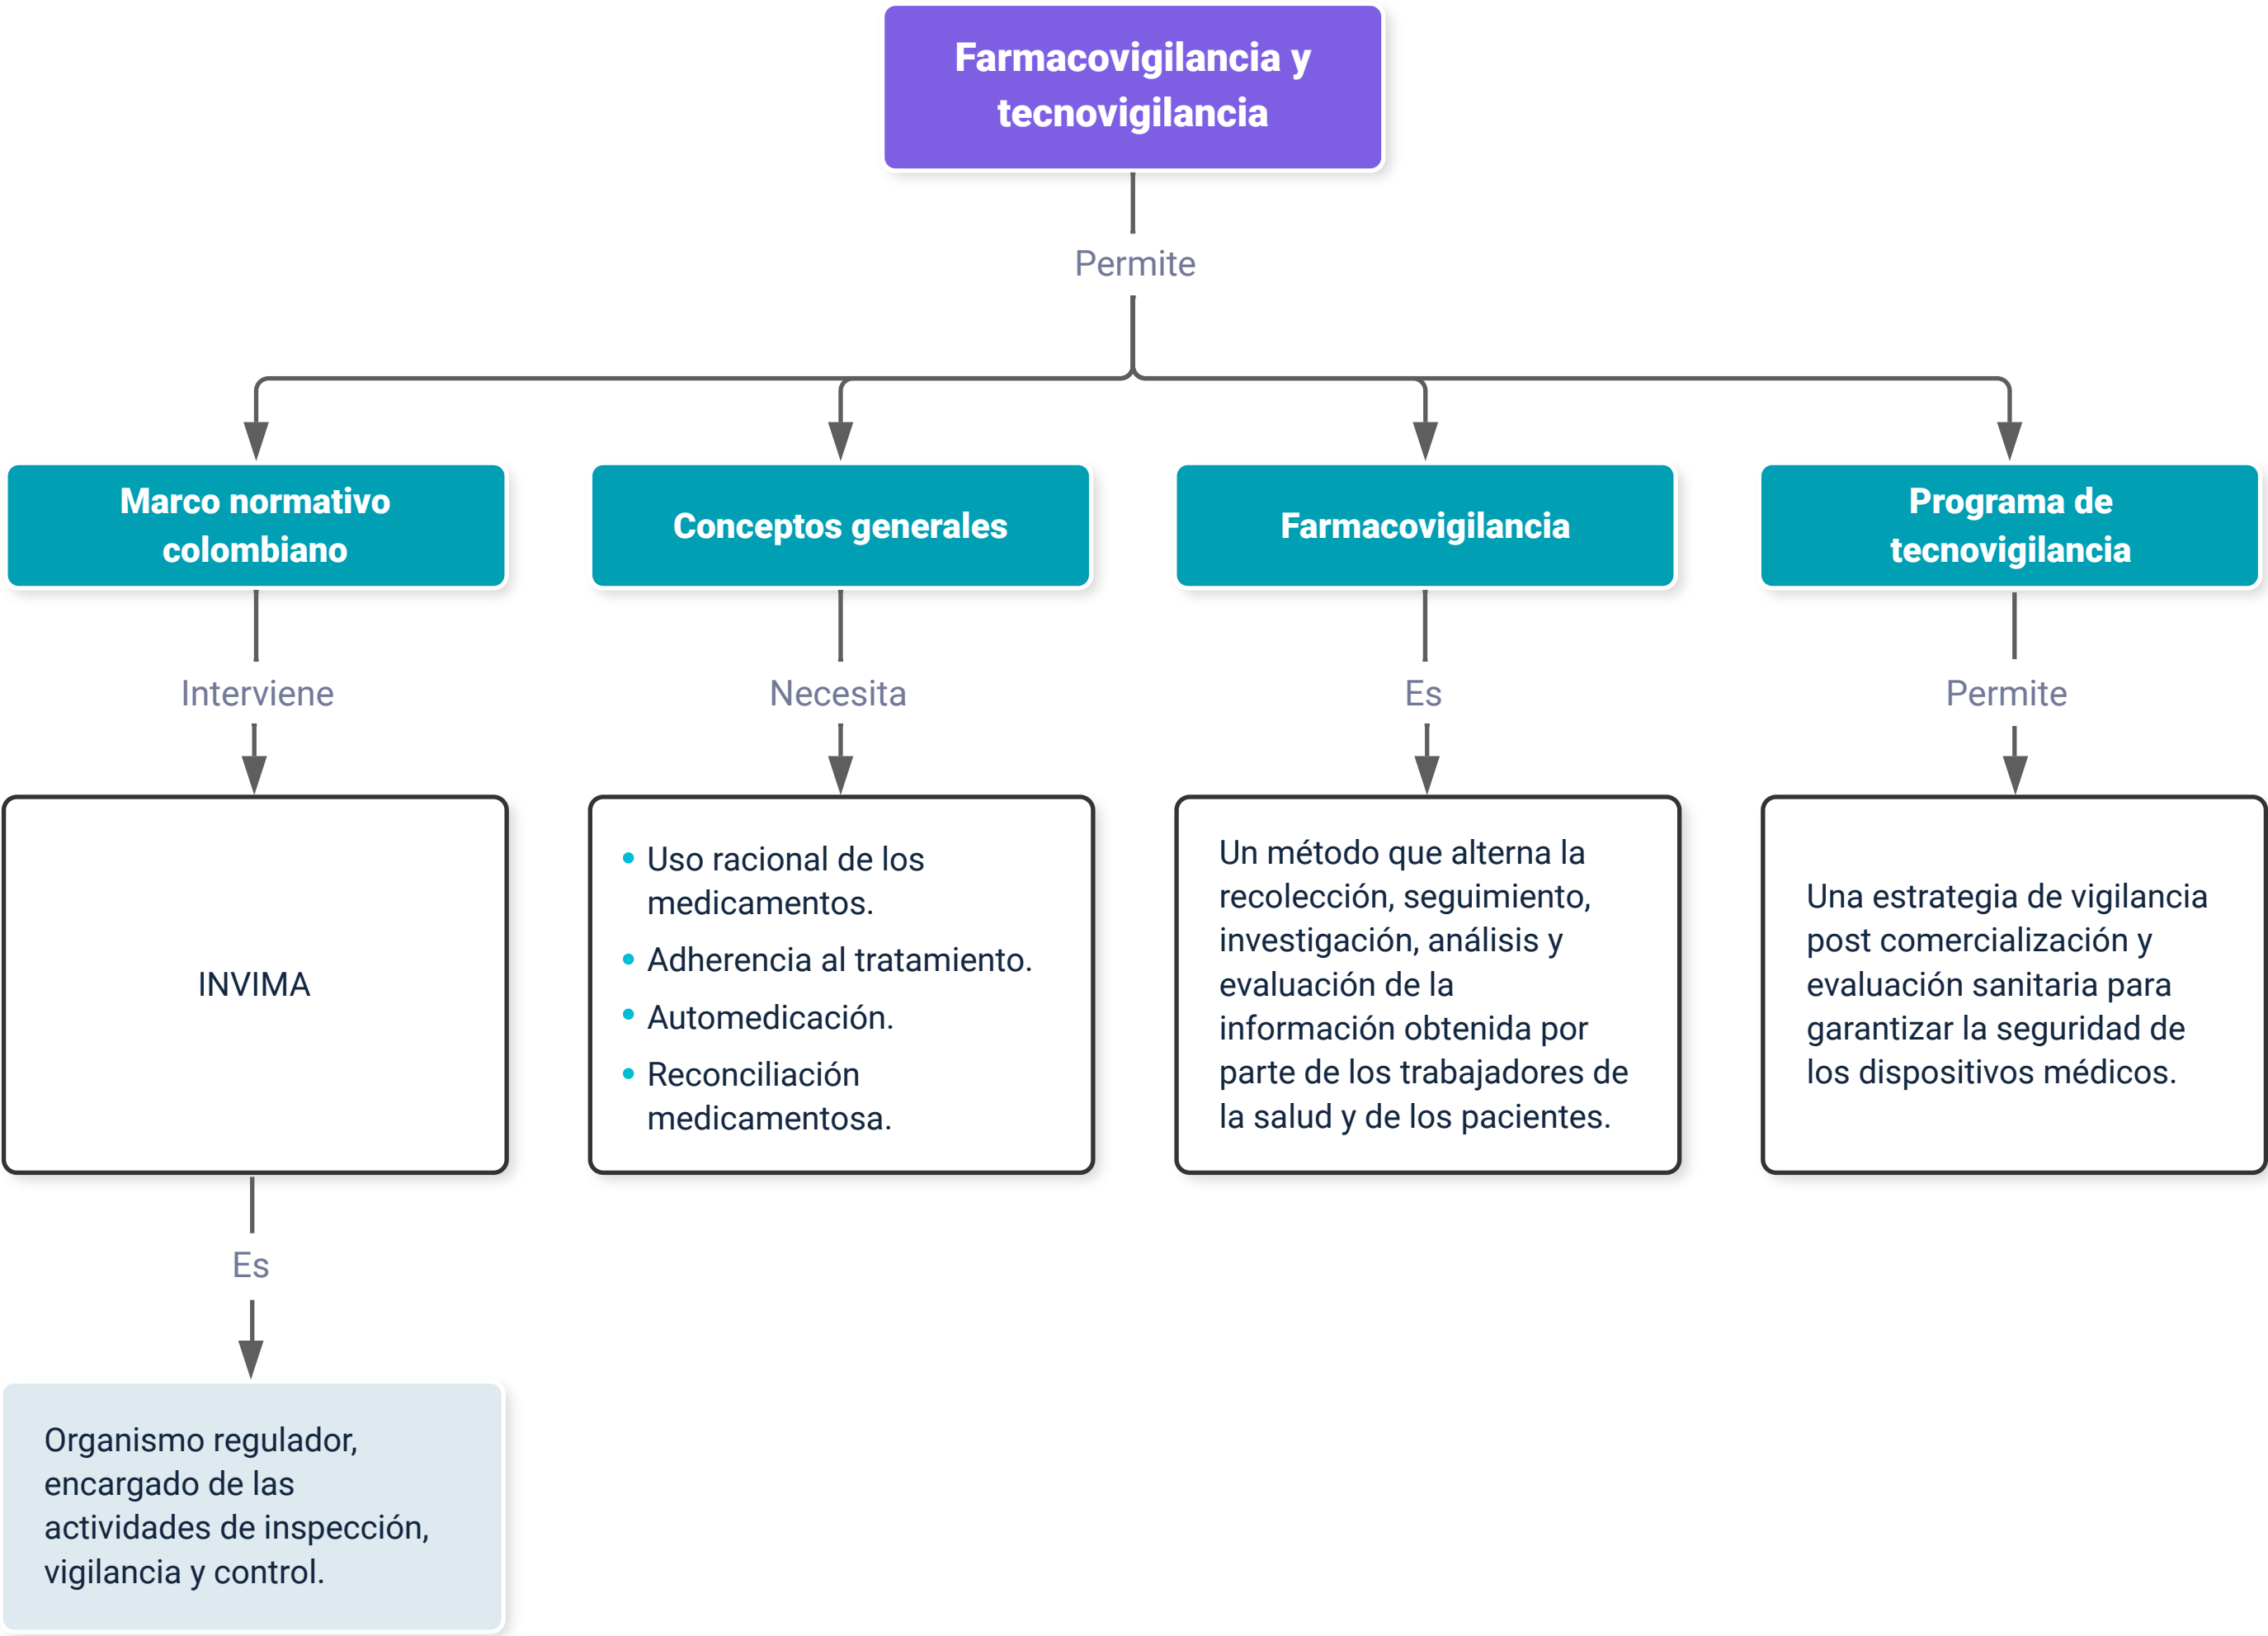 Farmacovigilancia y
tecnovigilancia
Permite
Marco normativo
colombiano
Conceptos generales
Farmacovigilancia
Programa de
tecnovigilancia
Interviene
Necesita
Es
Permite
INVIMA
Uso racional de los
medicamentos.
Adherencia al tratamiento.
Automedicación.
Reconciliación
medicamentosa.
Un método que alterna la
recolección, seguimiento,
investigación, análisis y
evaluación de la
información obtenida por
parte de los trabajadores de
la salud y de los pacientes.
Una estrategia de vigilancia
post comercialización y
evaluación sanitaria para
garantizar la seguridad de
los dispositivos médicos.
Es
Organismo regulador,
encargado de las
actividades de inspección,
vigilancia y control.